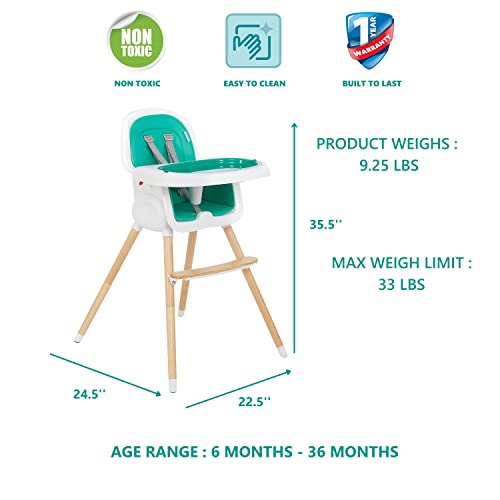 NON
TOXIC
1 YEAR
WARRANTY
NON TOXIC
EASY TO CLEAN
BUILT TO LAST
PRODUCT WEIGHS :
9.25 LBS
35.5''
MAX WEIGH LIMIT :
33 LBS
24.5''
22.5''
AGE RANGE : 6 MONTHS - 36 MONTHS